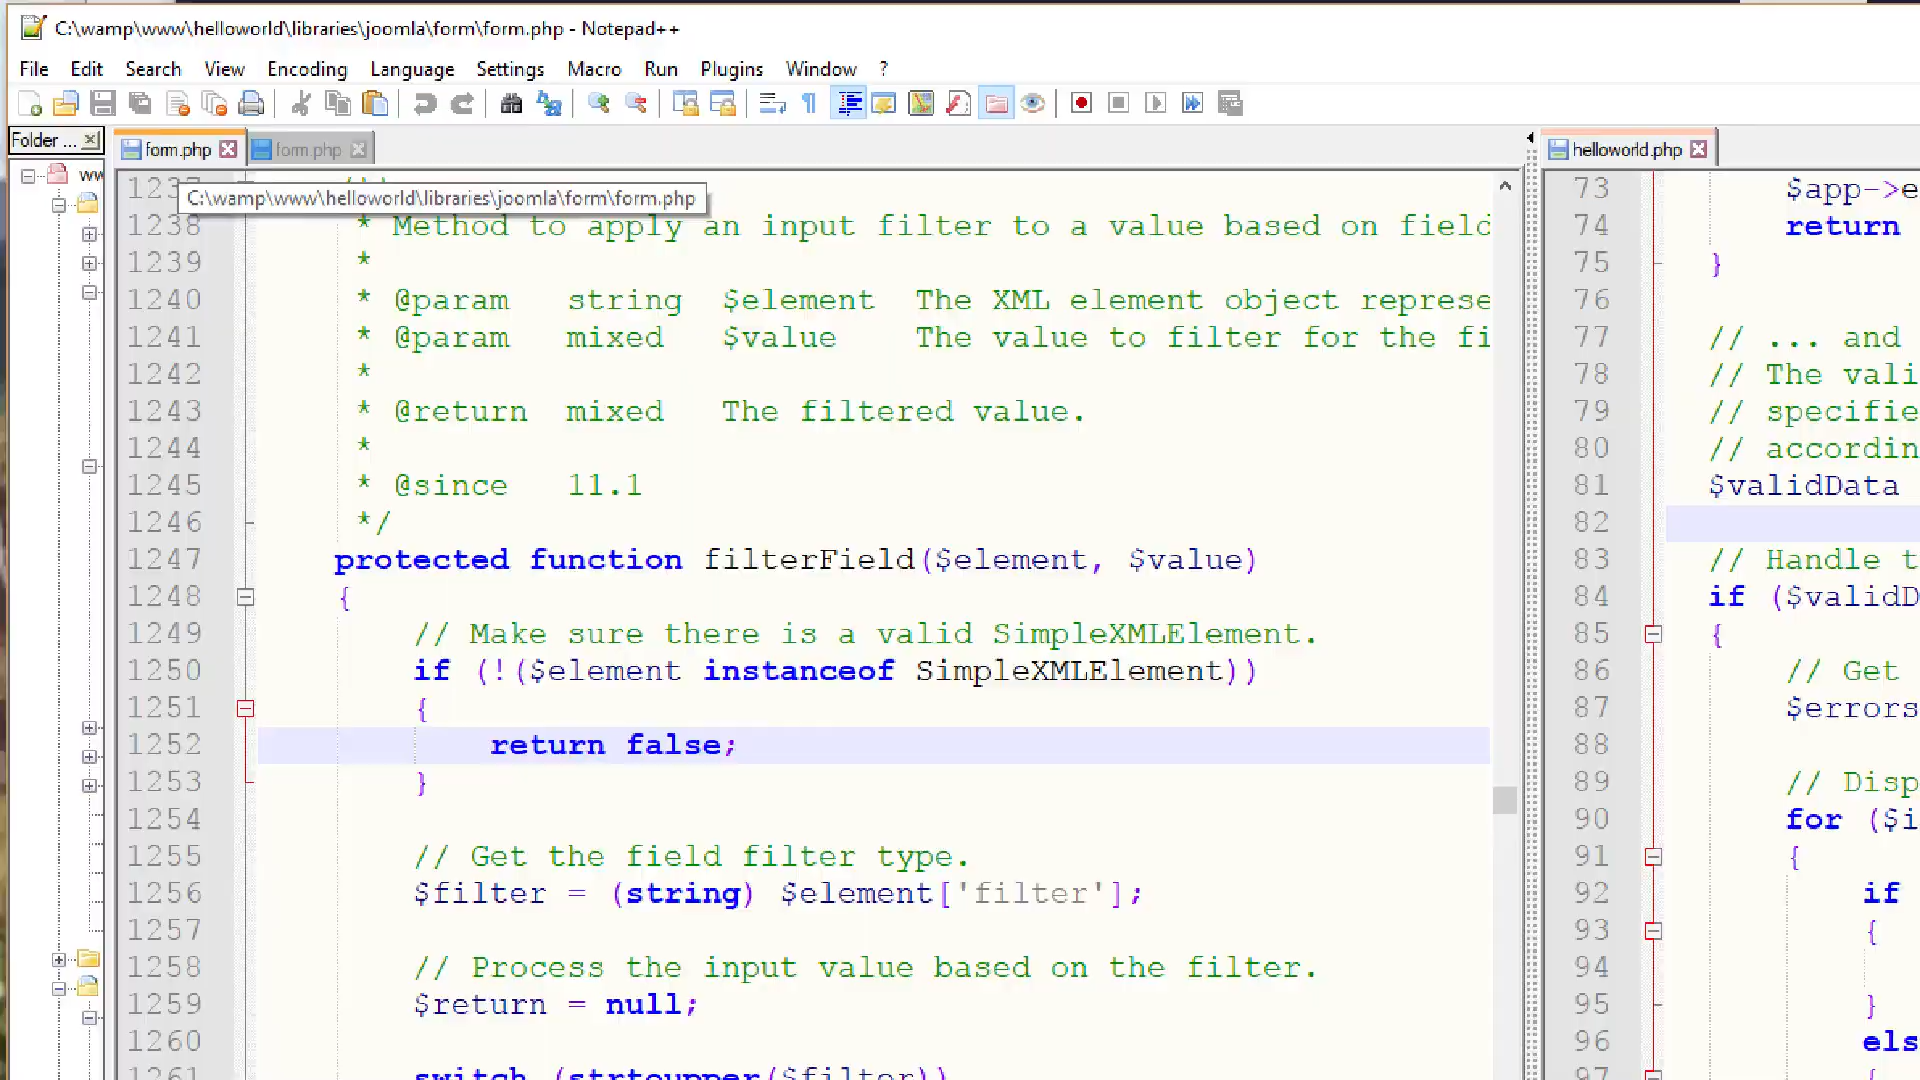 C:\wamp\www\helloworld\libraries\joomla\form\form.php - Notepad++
File Edit Search View Encoding Language Settings Macro Run Plugins Window ?
Folder ...
form.php form.php
helloworld.php
C:\wamp\www\helloworld\libraries\joomla\form\form.php
1237
1238 * Method to apply an input filter to a value based on field
1239 *
1240 * @param string $element The XML element object represe
1241 * @param mixed $value The value to filter for the fi
1242 *
1243 * @return mixed The filtered value.
1244 *
1245 * @since 11.1
1246 */
1247 protected function filterField($element, $value)
1248 {
1249 // Make sure there is a valid SimpleXMLElement.
1250 if (!($element instanceof SimpleXMLElement))
1251 {
1252 return false;
1253 }
1254
1255 // Get the field filter type.
1256 $filter = (string) $element['filter'];
1257
1258 // Process the input value based on the filter.
1259 $return = null;
1260
1261 switch (strtoupper($filter))
73 $app->e
74 return
75 }
76
77 // ... and
78 // The vali
79 // specifie
80 // accordin
81 $validData
82
83 // Handle t
84 if ($validD
85 {
86 // Get
87 $errors
88
89 // Disp
90 for ($i
91 {
92 if
93 {
94
95 }
96 els
97 {